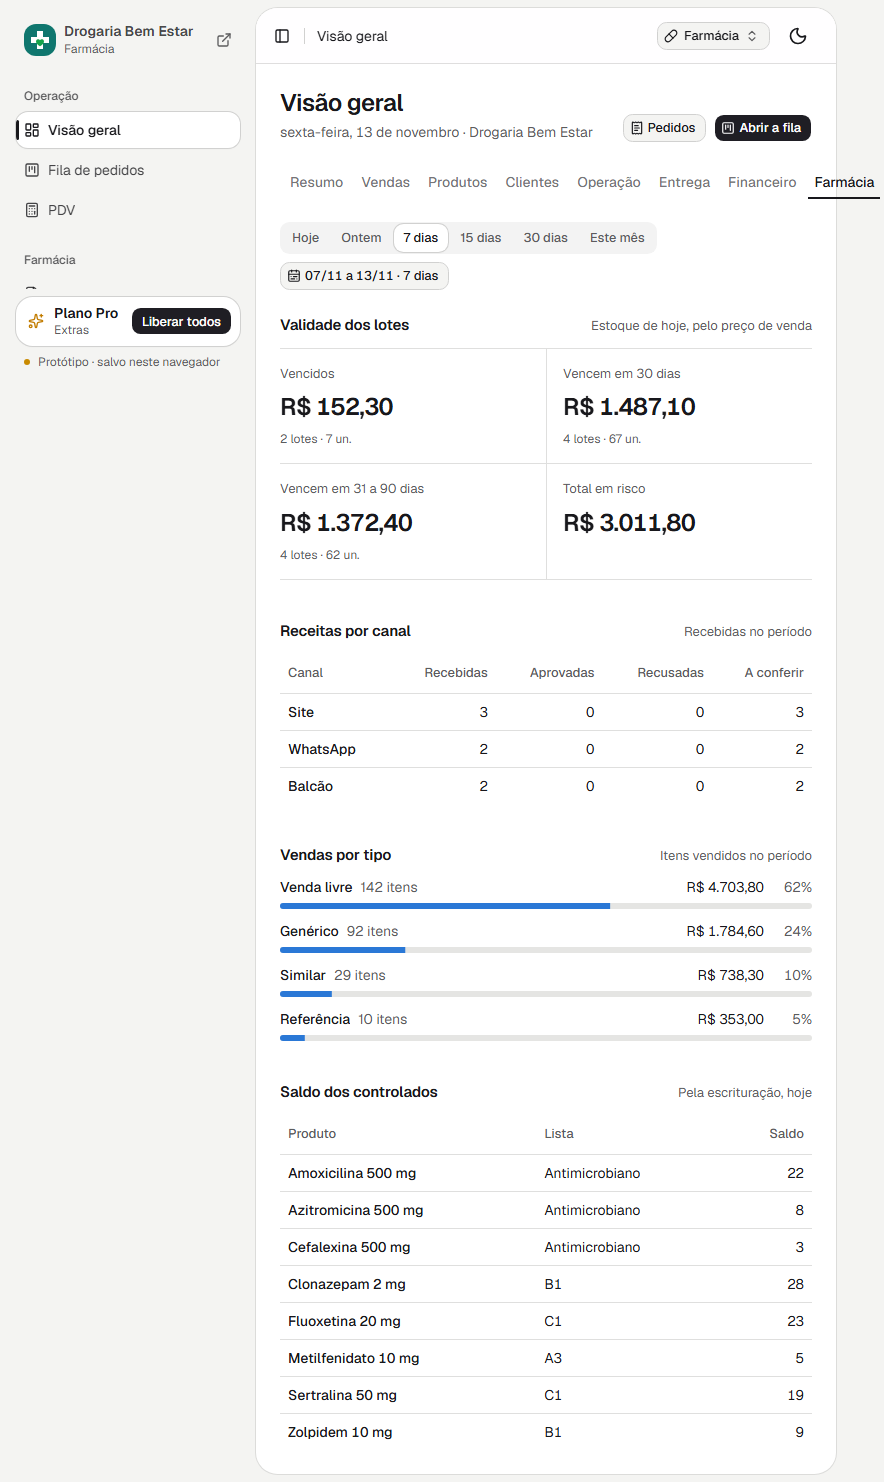 Drogaria Bem Estar
Farmácia
Operação
Visão geral
Fila de pedidos
PDV
Farmácia
Plano Pro
Extras
Liberar todos
Protótipo · salvo neste navegador
Visão geral
Farmácia
Visão geral
sexta-feira, 13 de novembro · Drogaria Bem Estar
Pedidos
Abrir a fila
Resumo Vendas Produtos Clientes Operação Entrega Financeiro Farmácia
Hoje Ontem 7 dias 15 dias 30 dias Este mês
07/11 a 13/11 · 7 dias
Validade dos lotes Estoque de hoje, pelo preço de venda
Vencidos
R$ 152,30
2 lotes · 7 un.
Vencem em 30 dias
R$ 1.487,10
4 lotes · 67 un.
Vencem em 31 a 90 dias
R$ 1.372,40
4 lotes · 62 un.
Total em risco
R$ 3.011,80
Receitas por canal Recebidas no período
Canal Recebidas Aprovadas Recusadas A conferir
Site 3 0 0 3
WhatsApp 2 0 0 2
Balcão 2 0 0 2
Vendas por tipo Itens vendidos no período
Venda livre 142 itens R$ 4.703,80 62%
Genérico 92 itens R$ 1.784,60 24%
Similar 29 itens R$ 738,30 10%
Referência 10 itens R$ 353,00 5%
Saldo dos controlados Pela escrituração, hoje
Produto Lista Saldo
Amoxicilina 500 mg Antimicrobiano 22
Azitromicina 500 mg Antimicrobiano 8
Cefalexina 500 mg Antimicrobiano 3
Clonazepam 2 mg B1 28
Fluoxetina 20 mg C1 23
Metilfenidato 10 mg A3 5
Sertralina 50 mg C1 19
Zolpidem 10 mg B1 9